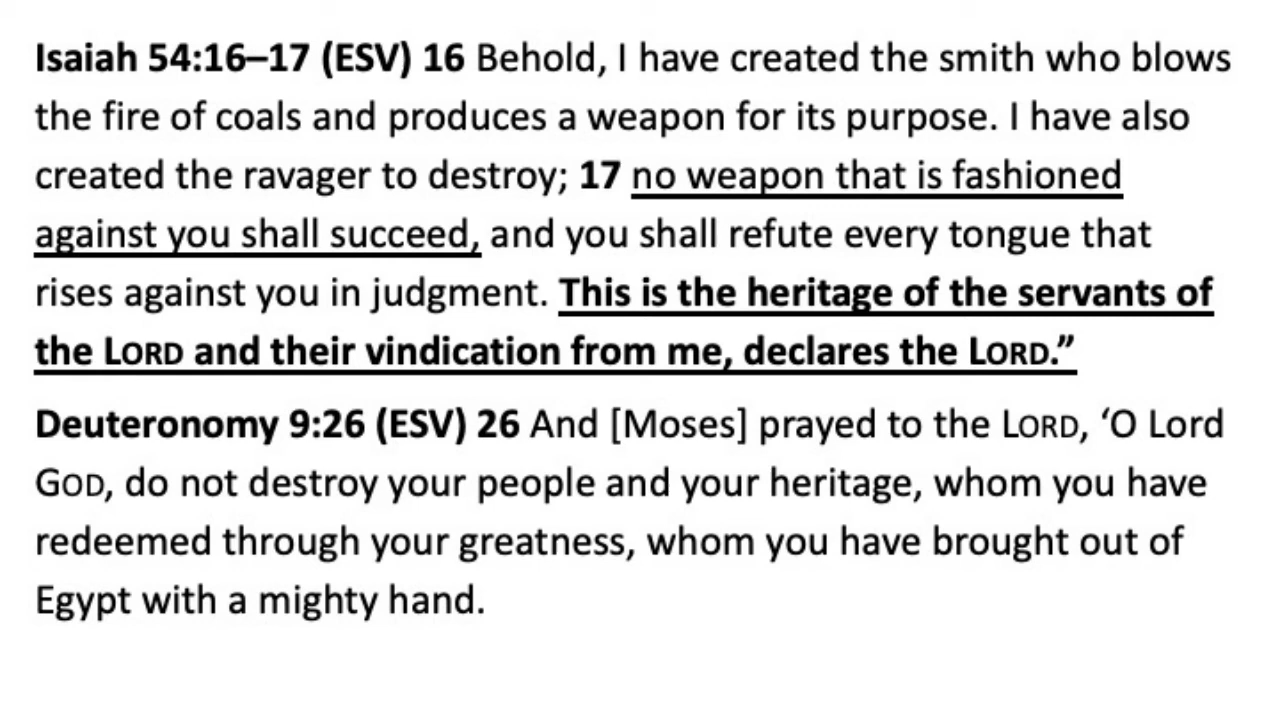 Isaiah 54:16–17 (ESV) 16 Behold, I have created the smith who blows
the fire of coals and produces a weapon for its purpose. I have also
created the ravager to destroy; 17 no weapon that is fashioned
against you shall succeed, and you shall refute every tongue that
rises against you in judgment. This is the heritage of the servants of
the LORD and their vindication from me, declares the LORD.”
Deuteronomy 9:26 (ESV) 26 And [Moses] prayed to the LORD, ‘O Lord
GOD, do not destroy your people and your heritage, whom you have
redeemed through your greatness, whom you have brought out of
Egypt with a mighty hand.